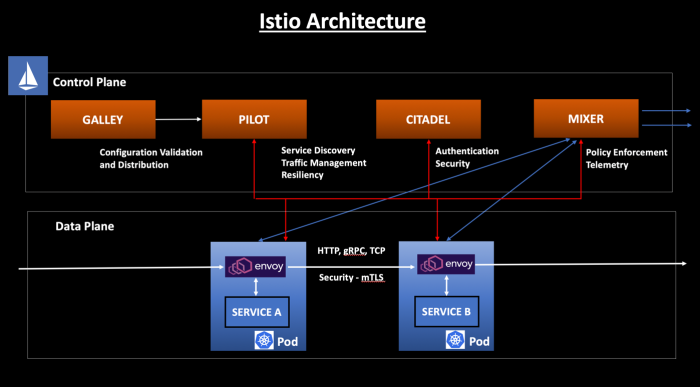 Istio Architecture
Control Plane
GALLEY
PILOT
CITADEL
MIXER
Configuration Validation
and Distribution
Service Discovery
Traffic Management
Resiliency
Authentication
Security
Policy Enforcement
Telemetry
Data Plane
envoy
HTTP, gRPC, TCP
envoy
Security - mTLS
SERVICE A
SERVICE B
Pod
Pod